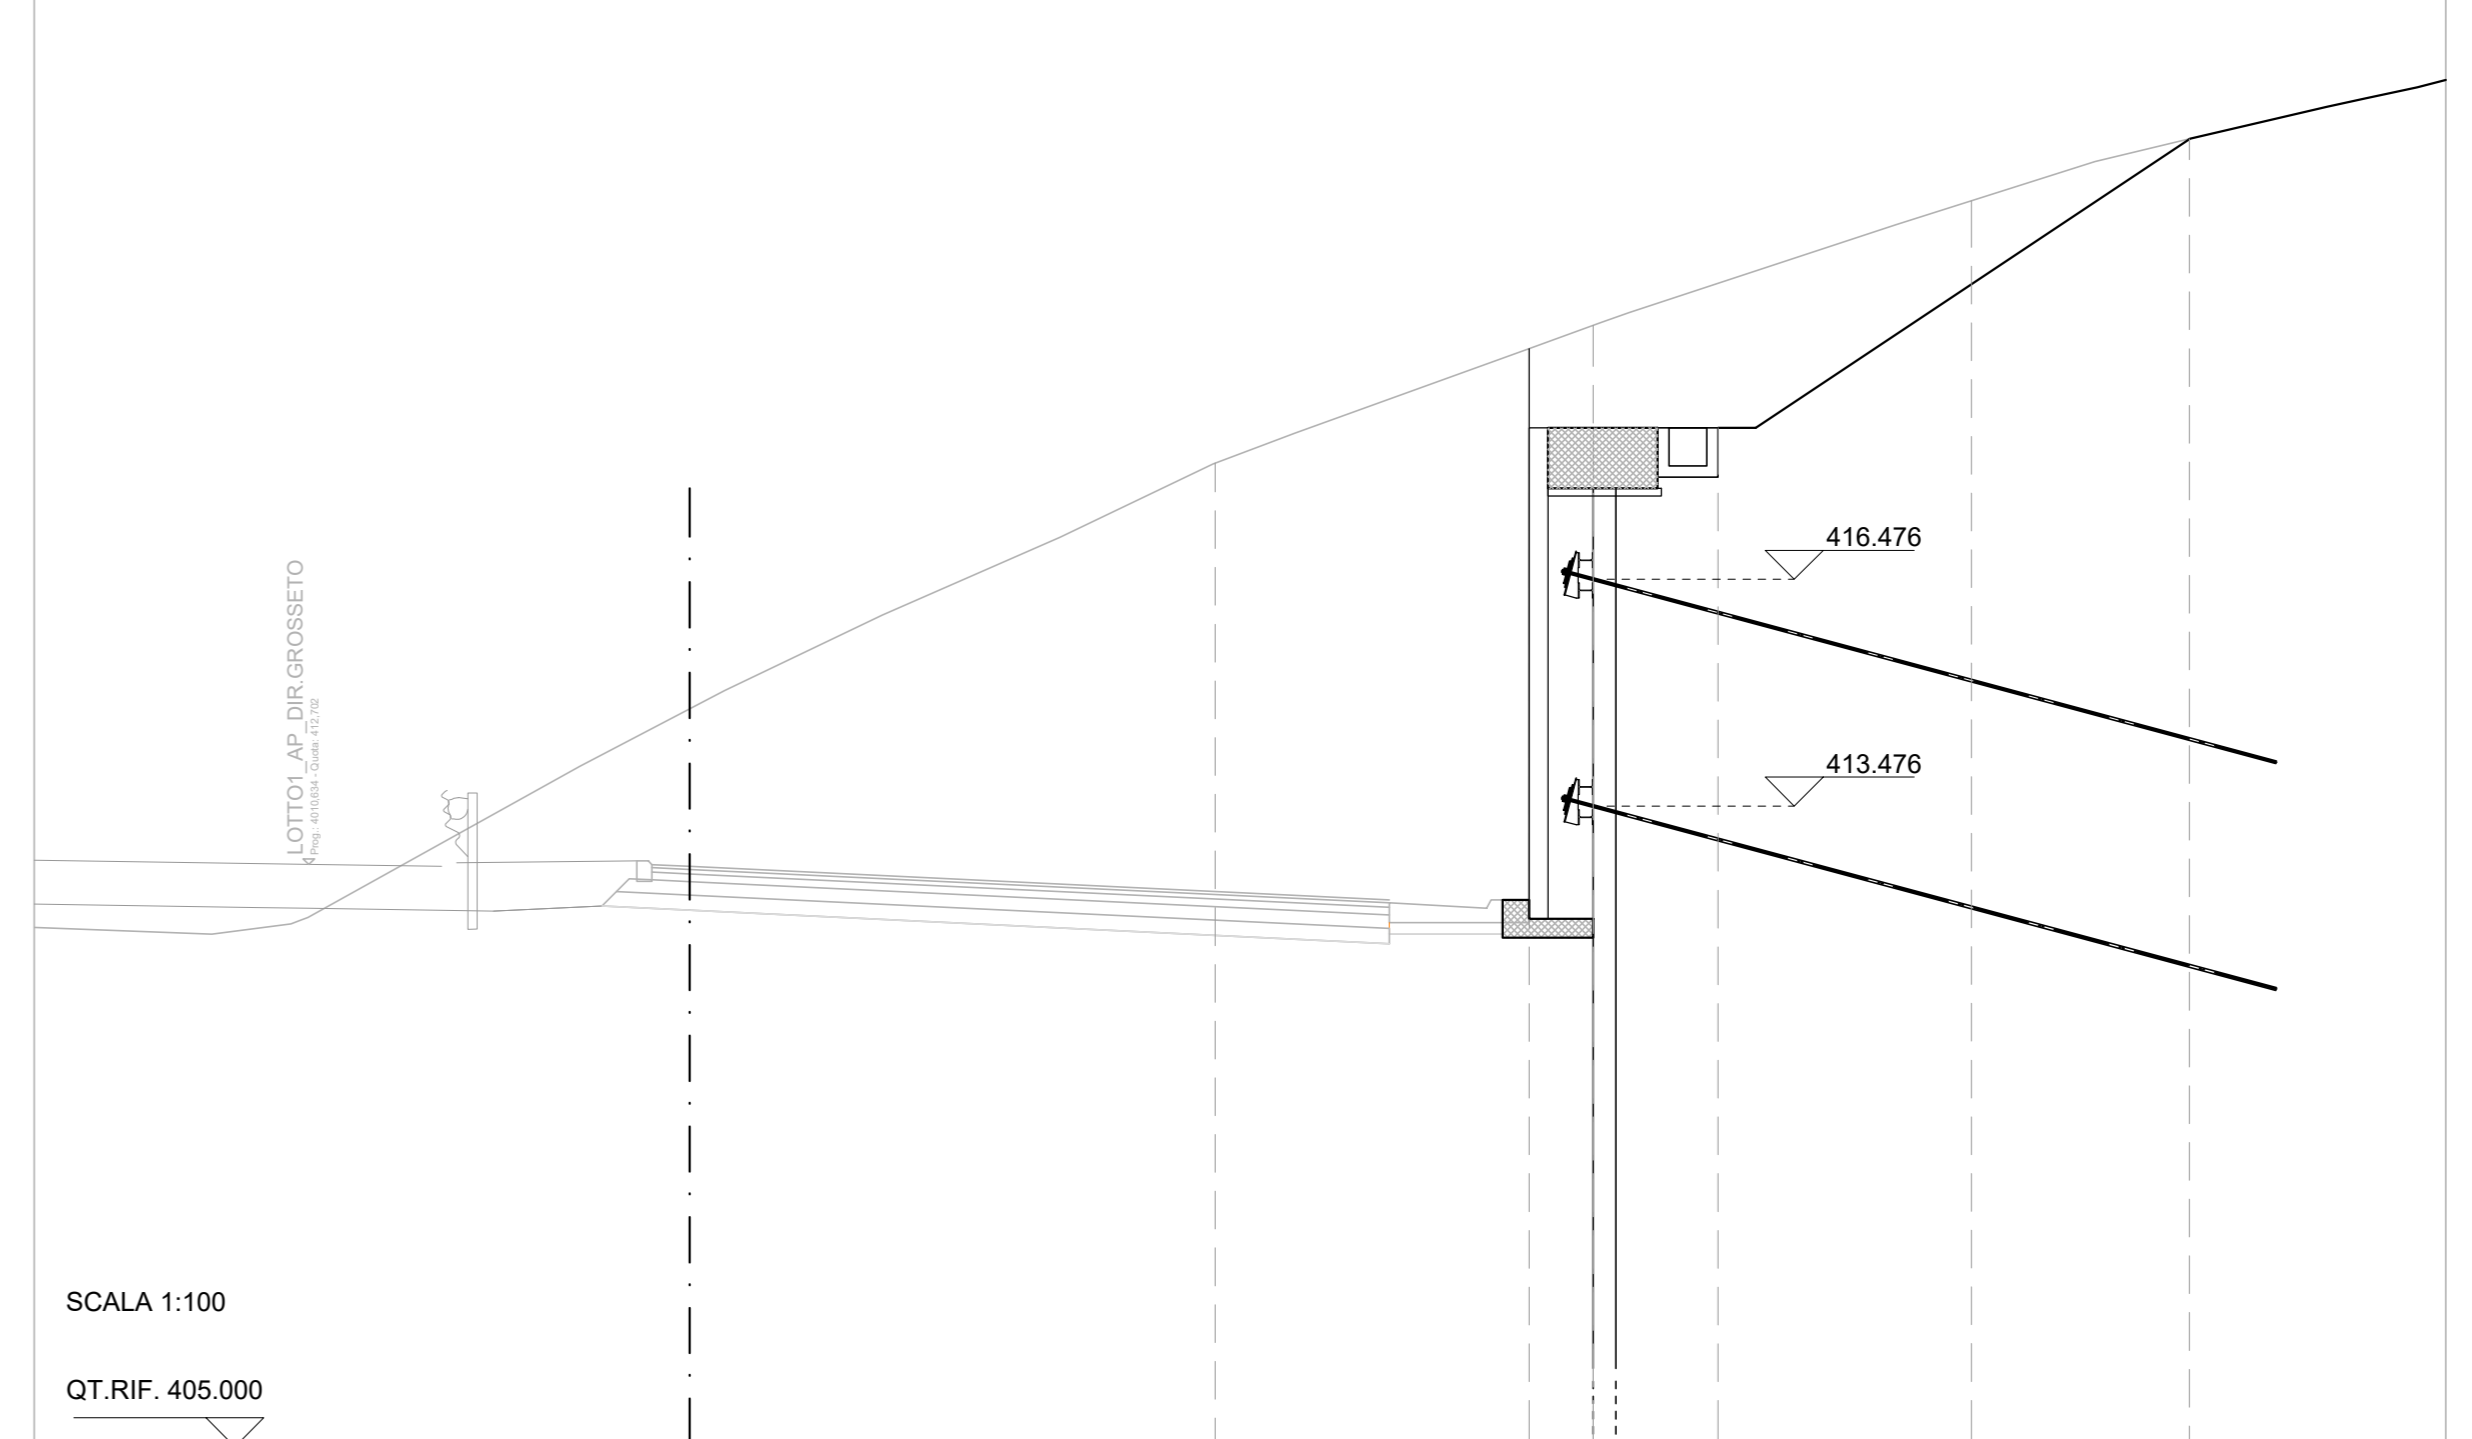 416.476
LOTTO1_AP_DIR.GROSSETO
Prog.: 4010,634 - Quota: 412,702
413.476
SCALA 1:100
QT.RIF. 405.000